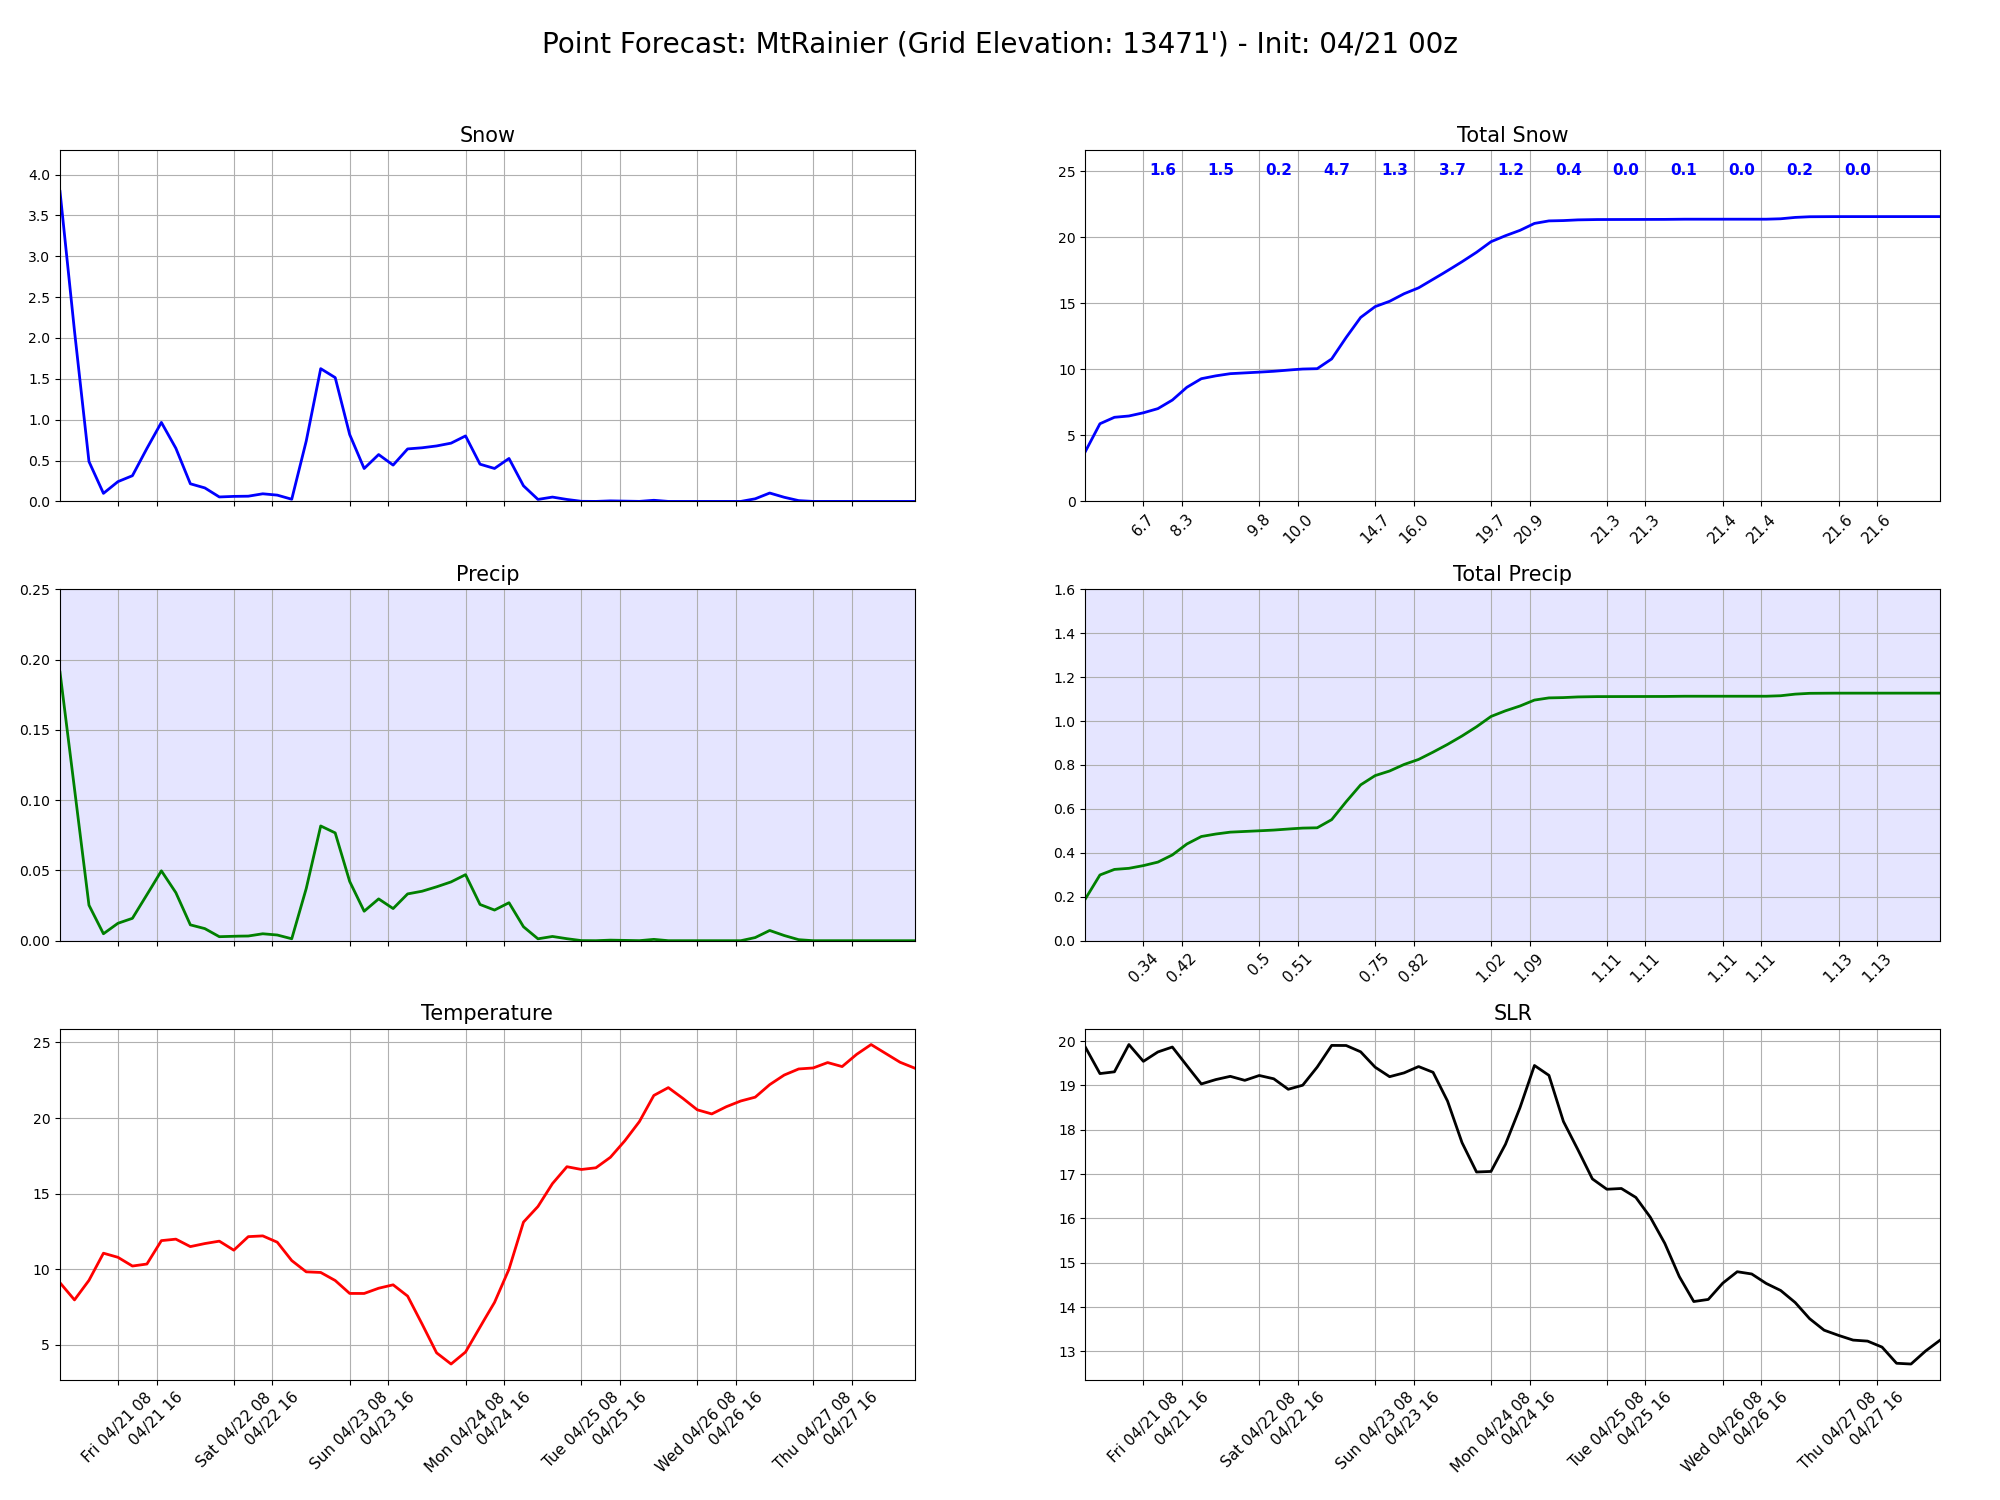 Point Forecast: MtRainier (Grid Elevation: 13471') - Init: 04/21 00z
Snow
4.0
3.5
3.0
2.5
2.0
1.5
1.0
0.5
0.0
Total Snow
1.6 1.5 0.2 4.7 1.3 3.7 1.2 0.4 0.0 0.1 0.0 0.2 0.0
25
20
15
10
5
0
6.7 8.3 9.8 10.0 14.7 16.0 19.7 20.9 21.3 21.3 21.4 21.4 21.6 21.6
Precip
0.25
0.20
0.15
0.10
0.05
0.00
Total Precip
1.6
1.4
1.2
1.0
0.8
0.6
0.4
0.2
0.0
0.34 0.42 0.5 0.51 0.75 0.82 1.02 1.09 1.11 1.11 1.11 1.11 1.13 1.13
Temperature
25
20
15
10
5
Fri 04/21 08
04/21 16
Sat 04/22 08
04/22 16
Sun 04/23 08
04/23 16
Mon 04/24 08
04/24 16
Tue 04/25 08
04/25 16
Wed 04/26 08
04/26 16
Thu 04/27 08
04/27 16
SLR
20
19
18
17
16
15
14
13
Fri 04/21 08
04/21 16
Sat 04/22 08
04/22 16
Sun 04/23 08
04/23 16
Mon 04/24 08
04/24 16
Tue 04/25 08
04/25 16
Wed 04/26 08
04/26 16
Thu 04/27 08
04/27 16